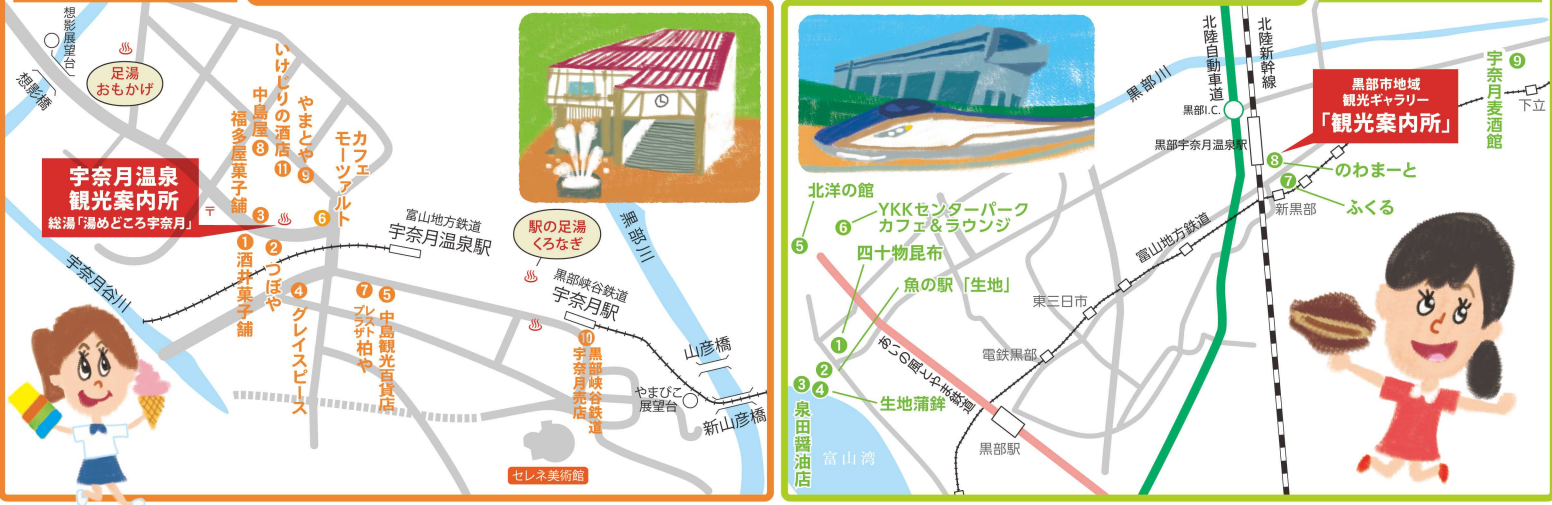 想影展望台
想影橋
足湯
おもかげ
いけじりの酒店⑪
中島屋⑧
福多屋菓子舗
③
やまとや⑨
カフェ
モーツァルト
⑥
宇奈月温泉
観光案内所
総湯「湯めどころ宇奈月」
〒
富山地方鉄道
宇奈月温泉駅
駅の足湯
くろなぎ
黒部川
黒部峡谷鉄道
宇奈月駅
宇奈月谷川
①酒井菓子舗
②つぼや
④グレイスピース
⑦レストプラザ柏や
⑤中島観光百貨店
⑩黒部峡谷鉄道
宇奈月売店
山彦橋
やまびこ
展望台
新山彦橋
セレネ美術館
北陸自動車道
北陸新幹線
黒部川
黒部I.C.
黒部宇奈月温泉駅
黒部市地域
観光ギャラリー
「観光案内所」
宇奈月麦酒館
⑨
下立
⑧
のわまーと
⑦
ふくる
新黒部
富山地方鉄道
北洋の館
⑤
⑥
YKKセンターパーク
カフェ&ラウンジ
四十物昆布
魚の駅「生地」
東三日市
①
②
③
④
電鉄黒部
あいの風とやま鉄道
生地蒲鉾
泉田醤油店
富山湾
黒部駅